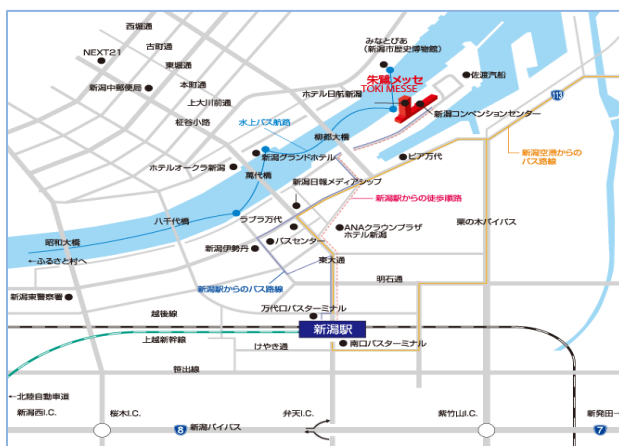 西堀通
みなとぴあ
(新潟市歴史博物館)
古町通
NEXT21
東堀通
朱鷺メッセ
TOKI MESSE
佐渡汽船
新潟中郵便局
本町通
ホテル日航新潟
113
上大川前通
新潟コンベンションセンター
柾谷小路
水上バス航路
柳都大橋
新潟空港からの
バス路線
新潟グランドホテル
ピア万代
ホテルオークラ新潟
萬代橋
新潟日報メディアシップ
新潟駅からの徒歩順路
八千代橋
ラブラ万代
栗の木バイパス
昭和大橋
バスセンター
ANAクラウンプラザ
ホテル新潟
新潟伊勢丹
←ふるさと村へ
東大通
明石通
新潟駅からのバス路線
新潟東警察署
越後線
万代口バスターミナル
新潟駅
上越新幹線
けやき通
南口バスターミナル
笹出線
←北陸自動車道
新潟西I.C.
桜木I.C.
弁天I.C.
紫竹山I.C.
新発田→
8
新潟バイパス
7